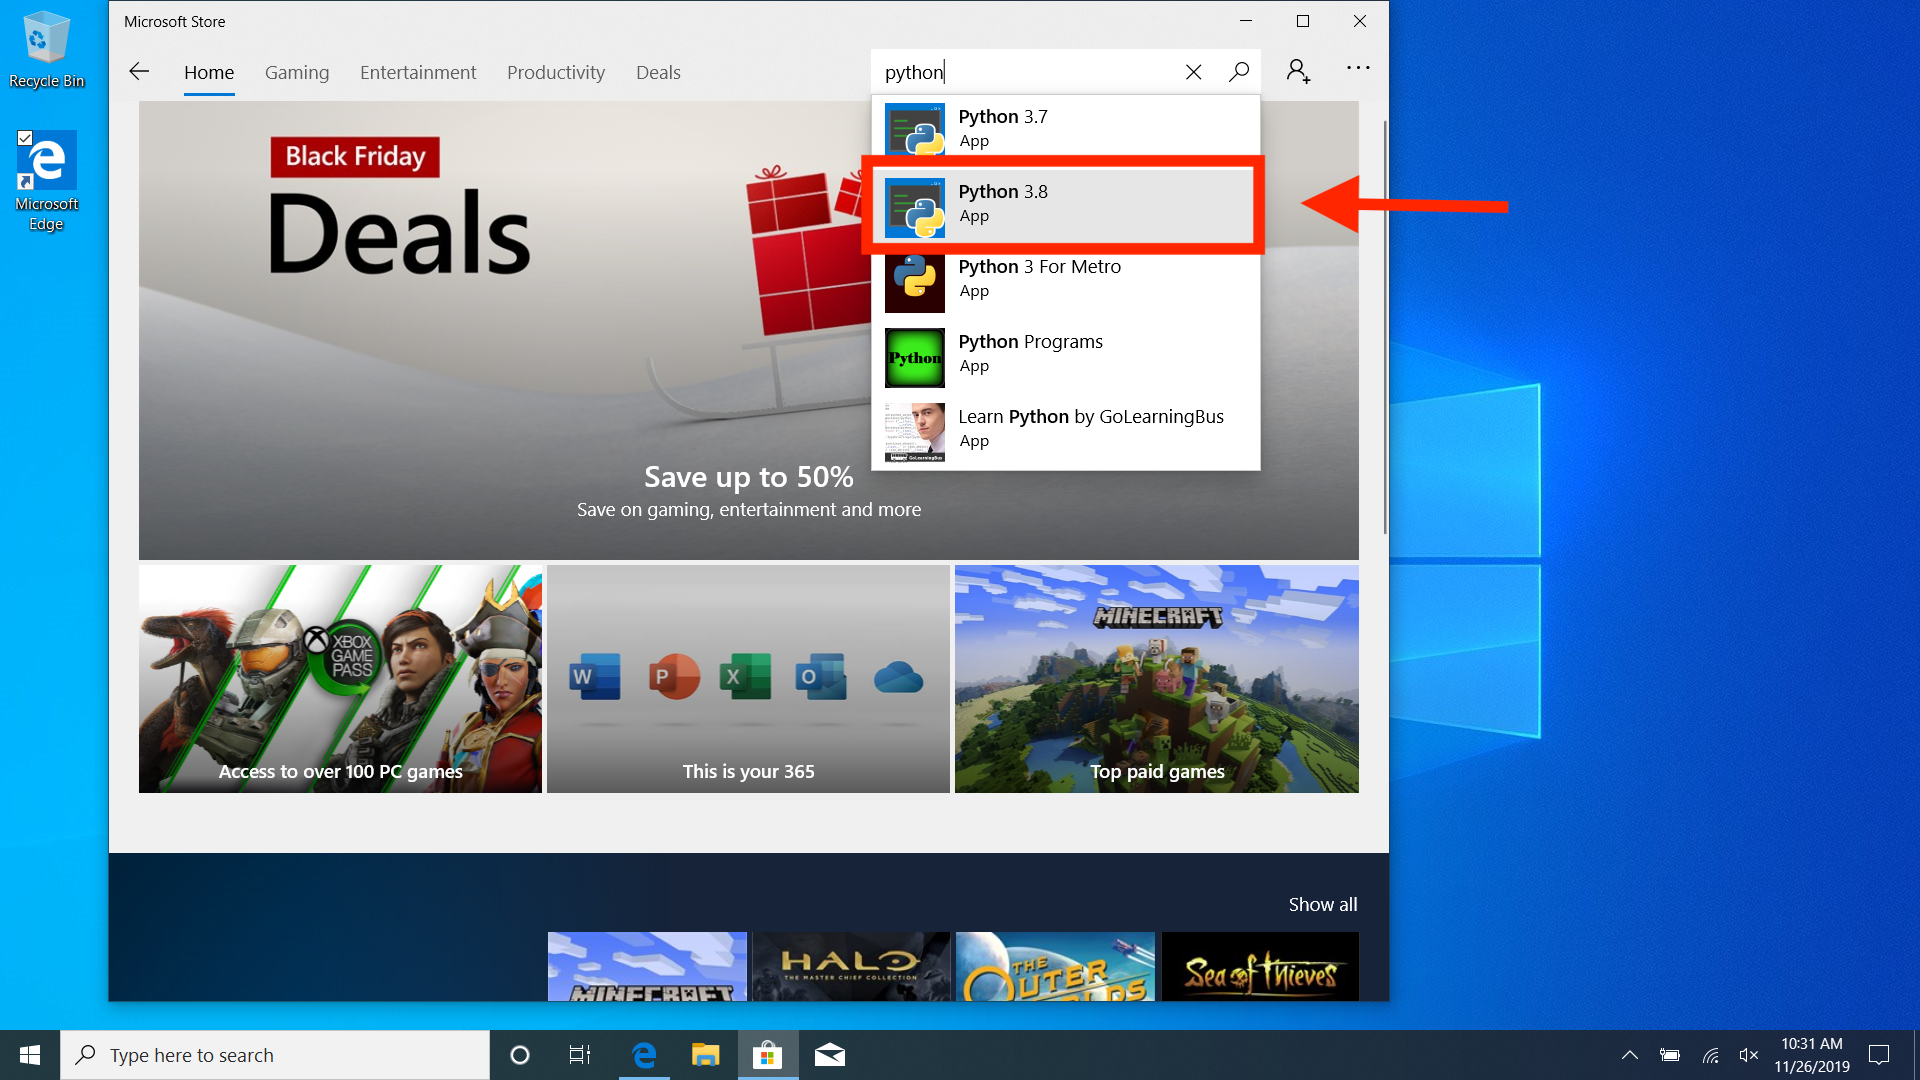 Recycle Bin
Microsoft
Edge
Microsoft Store
Home
Gaming
Entertainment
Productivity
Deals
python
Python 3.7
App
Python 3.8
App
Python 3 For Metro
App
Python
Python Programs
App
Learn Python by GoLearningBus
App
GoLearningBus
Black Friday
Deals
Save up to 50%
Save on gaming, entertainment and more
XBOX
GAME
PASS
Access to over 100 PC games
W
P
X
O
This is your 365
MINECRAFT
Top paid games
Show all
MINECRAFT
HALO
THE MASTER CHIEF COLLECTION
THE
OUTER
WORLDS
Sea of Thieves
Type here to search
10:31 AM
11/26/2019